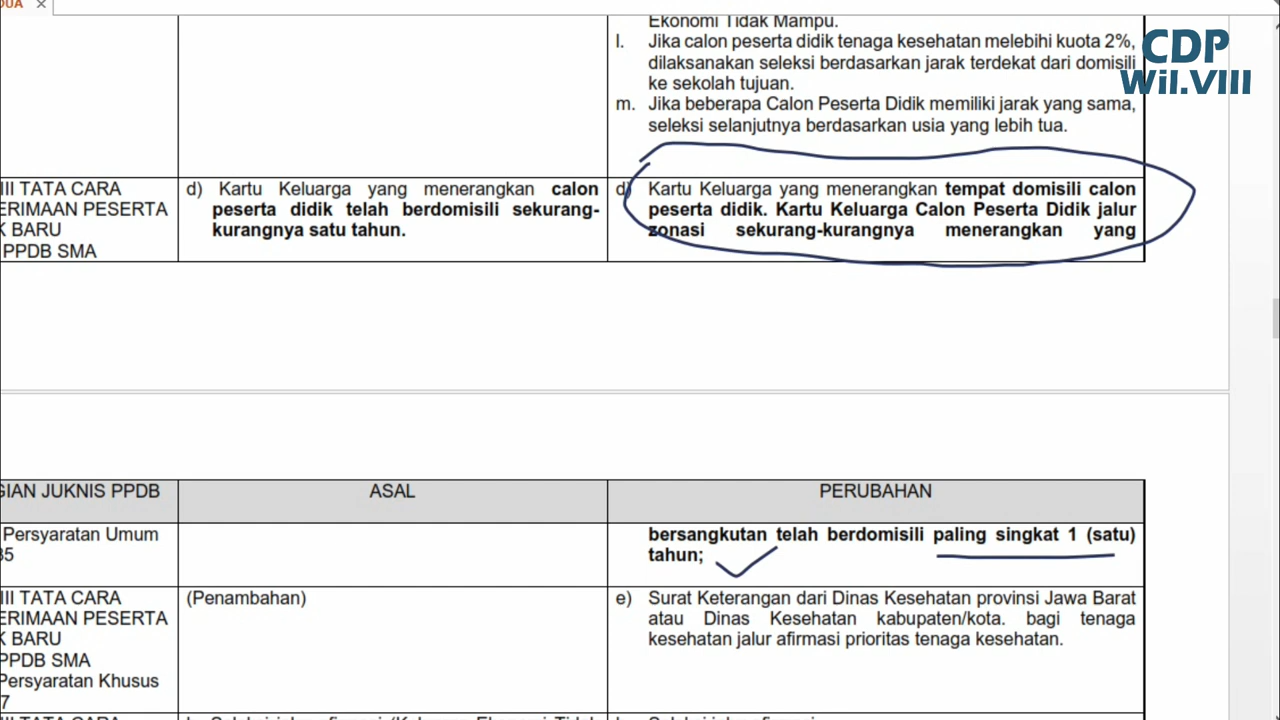 DUA
Ekonomi Tidak Mampu.
l. Jika calon peserta didik tenaga kesehatan melebihi kuota 2%,
dilaksanakan seleksi berdasarkan jarak terdekat dari domisili
ke sekolah tujuan.
m. Jika beberapa Calon Peserta Didik memiliki jarak yang sama,
seleksi selanjutnya berdasarkan usia yang lebih tua.
CDP
Wil.VIII
III TATA CARA
ERIMAAN PESERTA
K BARU
PPDB SMA
d) Kartu Keluarga yang menerangkan calon
peserta didik telah berdomisili sekurang-
kurangnya satu tahun.
d) Kartu Keluarga yang menerangkan tempat domisili calon
peserta didik. Kartu Keluarga Calon Peserta Didik jalur
zonasi sekurang-kurangnya menerangkan yang
GIAN JUKNIS PPDB
ASAL
PERUBAHAN
Persyaratan Umum
35
bersangkutan telah berdomisili paling singkat 1 (satu)
tahun;
III TATA CARA
ERIMAAN PESERTA
K BARU
PPDB SMA
Persyaratan Khusus
7
(Penambahan)
e) Surat Keterangan dari Dinas Kesehatan provinsi Jawa Barat
atau Dinas Kesehatan kabupaten/kota. bagi tenaga
kesehatan jalur afirmasi prioritas tenaga kesehatan.
III TATA CARA